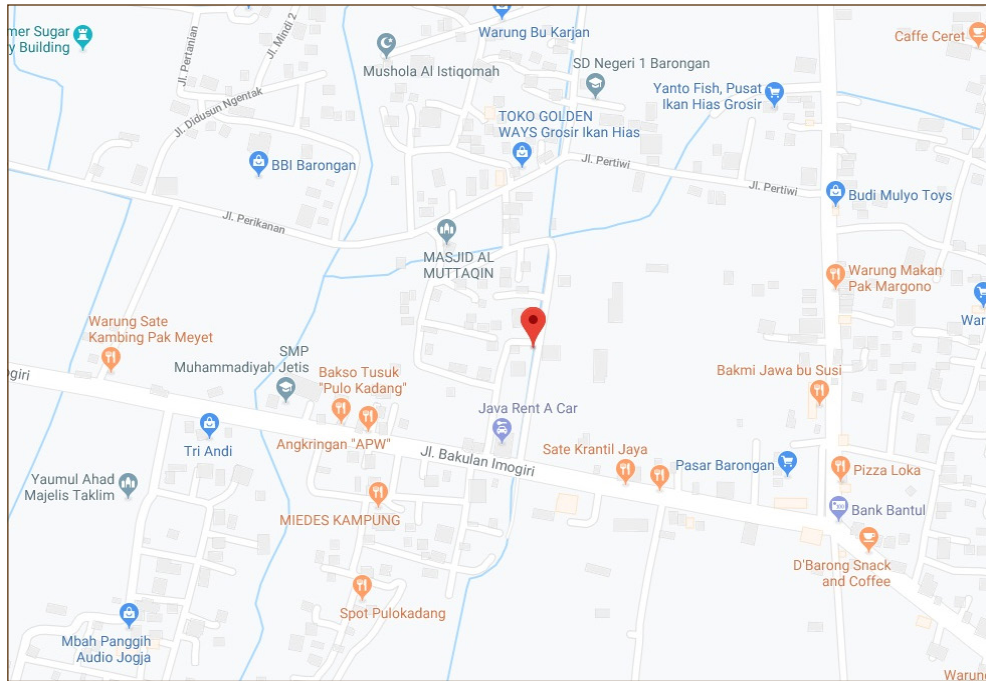 Warung Bu Karjan
Caffe Ceret
mer Sugar
y Building
Jl. Pertanian
Jl. Mindi 2
Mushola Al Istiqomah
SD Negeri 1 Barongan
Yanto Fish, Pusat
Ikan Hias Grosir
Jl. Didusun Ngentak
TOKO GOLDEN
WAYS Grosir Ikan Hias
BBI Barongan
Jl. Pertiwi
Jl. Pertiwi
Budi Mulyo Toys
Jl. Perikanan
MASJID AL
MUTTAQIN
Warung Makan
Pak Margono
War
Warung Sate
Kambing Pak Meyet
SMP
Muhammadiyah Jetis
Bakso Tusuk
"Pulo Kadang"
ogiri
Bakmi Jawa bu Susi
Java Rent A Car
Tri Andi
Angkringan "APW"
Jl. Bakulan Imogiri
Sate Krantil Jaya
Pasar Barongan
Pizza Loka
Yaumul Ahad
Majelis Taklim
MIEDES KAMPUNG
Bank Bantul
D'Barong Snack
and Coffee
Spot Pulokadang
Mbah Panggih
Audio Jogja
Warung